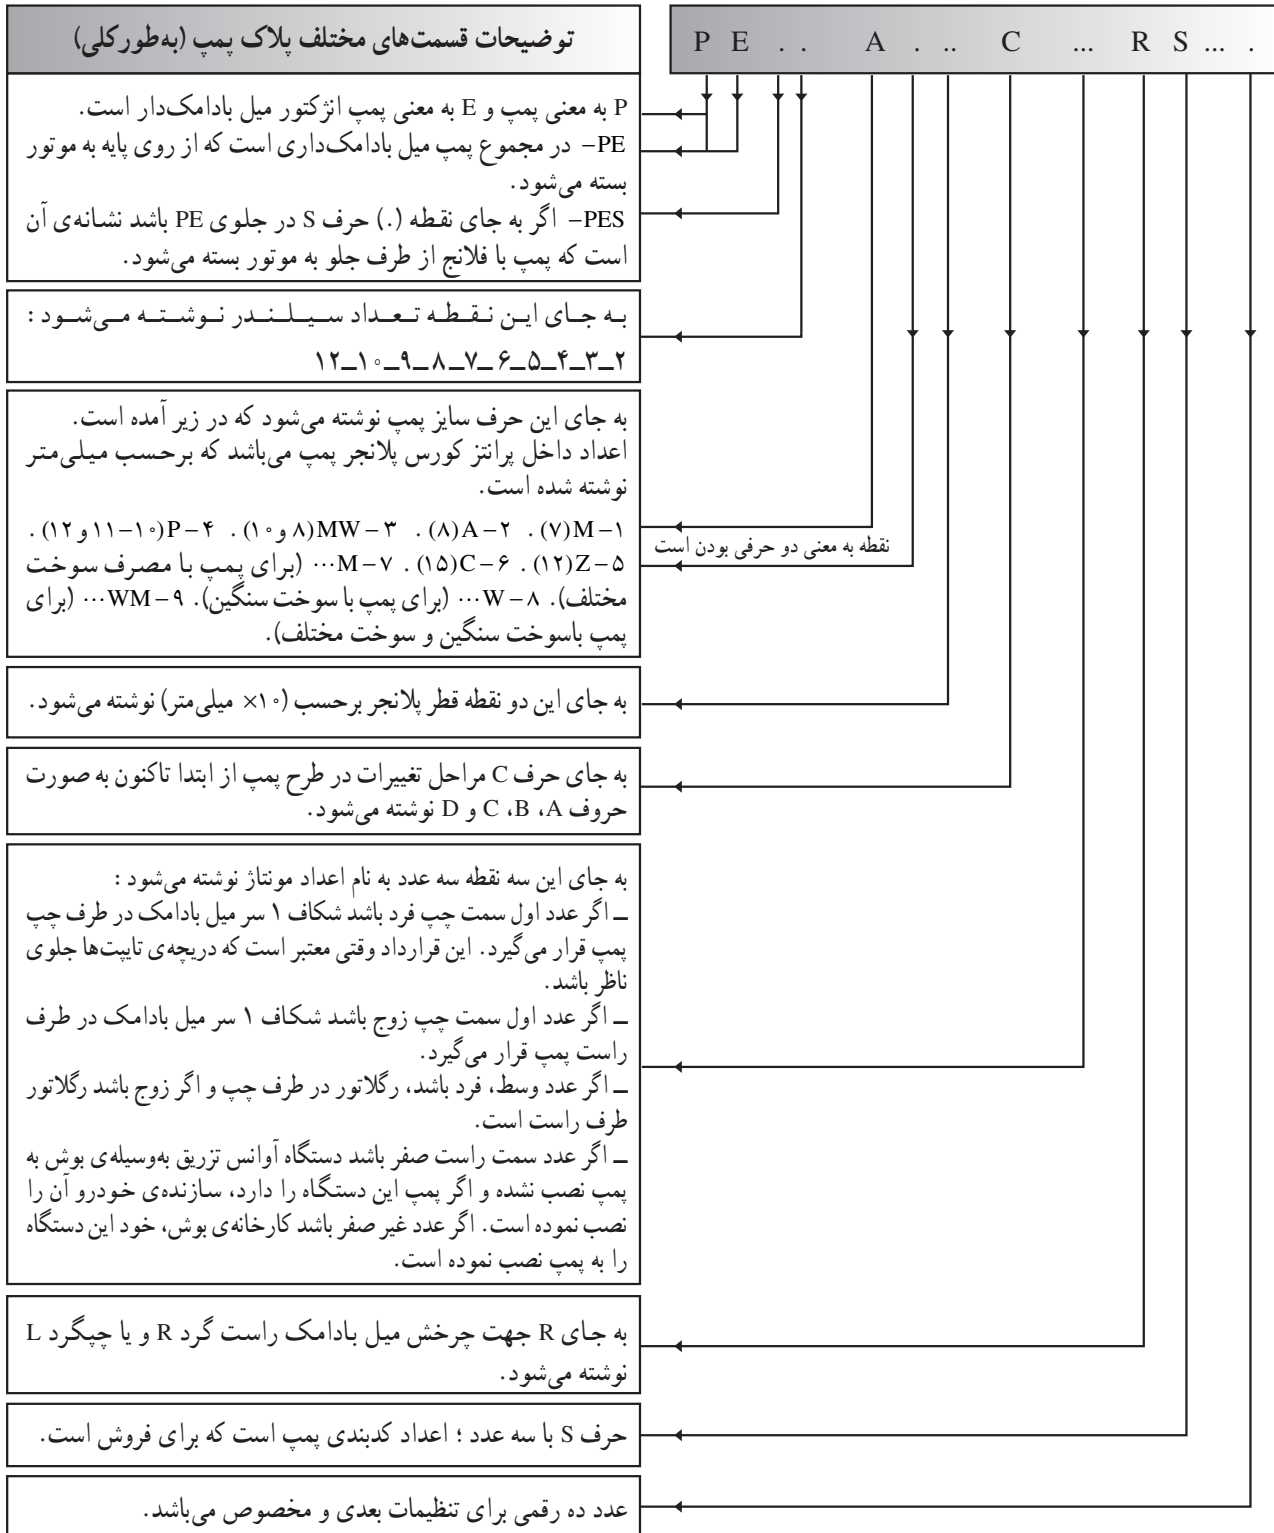 توضیحات قسمت‌های مختلف پلاک پمپ (به‌طورکلی)
P E . . A . .. C ... R S ... .
P به معنی پمپ و E به معنی پمپ انژکتور میل بادامک‌دار است.
PE– در مجموع پمپ میل بادامک‌داری است که از روی پایه به موتور
بسته می‌شود.
PES– اگر به جای نقطه (.) حرف S در جلوی PE باشد نشانه‌ی آن
است که پمپ با فلانج از طرف جلو به موتور بسته می‌شود.
به جای این نقطه تعداد سیلندر نوشته می‌شود :
۲ــ۳ــ۴ــ۵ــ۶ ــ۷ــ۸ ــ۹ــ۱۰ــ۱۲
به جای این حرف سایز پمپ نوشته می‌شود که در زیر آمده است.
اعداد داخل پرانتز کورس پلانجر پمپ می‌باشد که برحسب میلی‌متر
نوشته شده است.
۱–M(۷). ۲–A(۸). ۳–MW(۸ و ۱۰). ۴–P(۱۰–۱۱ و ۱۲).
نقطه به معنی دو حرفی بودن است
۵–Z(۱۲). ۶–C(۱۵). ۷–M… (برای پمپ با مصرف سوخت
مختلف). ۸–W… (برای پمپ با سوخت سنگین). ۹–WM… (برای
پمپ باسوخت سنگین و سوخت مختلف).
به جای این دو نقطه قطر پلانجر برحسب (۱۰× میلی‌متر) نوشته می‌شود.
به جای حرف C مراحل تغییرات در طرح پمپ از ابتدا تاکنون به صورت
حروف A، B، C و D نوشته می‌شود.
به جای این سه نقطه سه عدد به نام اعداد مونتاژ نوشته می‌شود :
ــ اگر عدد اول سمت چپ فرد باشد شکاف ۱ سر میل بادامک در طرف چپ
پمپ قرار می‌گیرد. این قرارداد وقتی معتبر است که دریچه‌ی تایپت‌ها جلوی
ناظر باشد.
ــ اگر عدد اول سمت چپ زوج باشد شکاف ۱ سر میل بادامک در طرف
راست پمپ قرار می‌گیرد.
ــ اگر عدد وسط، فرد باشد، رگلاتور در طرف چپ و اگر زوج باشد رگلاتور
طرف راست است.
ــ اگر عدد سمت راست صفر باشد دستگاه آوانس تزریق به‌وسیله‌ی بوش به
پمپ نصب نشده و اگر پمپ این دستگاه را دارد، سازنده‌ی خودرو آن را
نصب نموده است. اگر عدد غیر صفر باشد کارخانه‌ی بوش، خود این دستگاه
را به پمپ نصب نموده است.
به جای R جهت چرخش میل بادامک راست گرد R و یا چپگرد L
نوشته می‌شود.
حرف S با سه عدد ؛ اعداد کدبندی پمپ است که برای فروش است.
عدد ده رقمی برای تنظیمات بعدی و مخصوص می‌باشد.